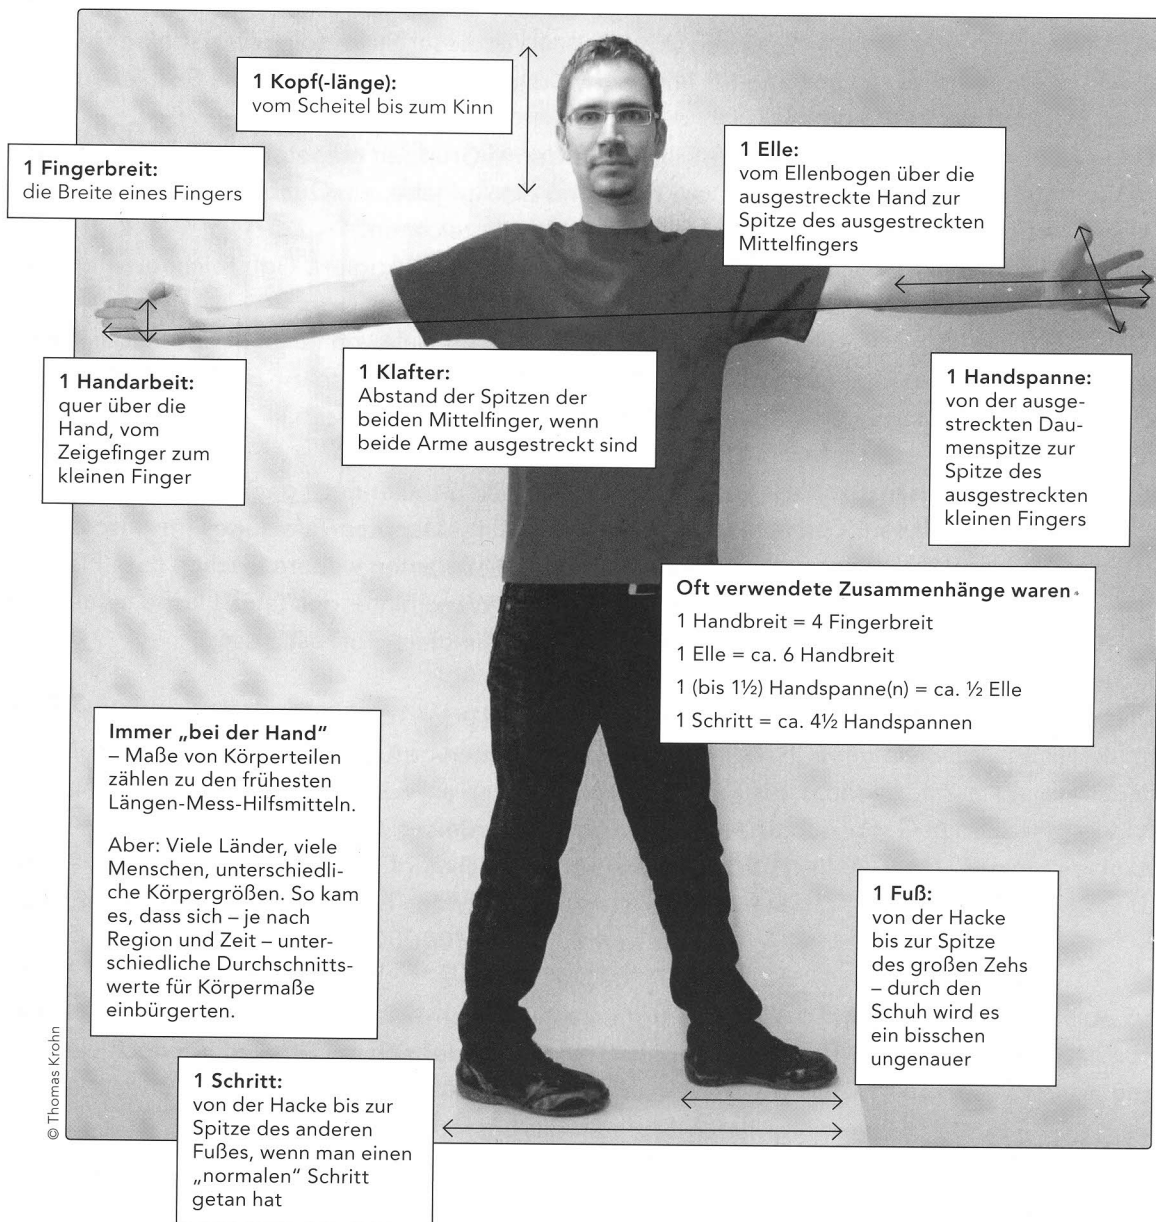 1 Kopf(-länge):
vom Scheitel bis zum Kinn
1 Fingerbreit:
die Breite eines Fingers
1 Elle:
vom Ellenbogen über die
ausgestreckte Hand zur
Spitze des ausgestreckten
Mittelfingers
1 Handarbeit:
quer über die
Hand, vom
Zeigefinger zum
kleinen Finger
1 Klafter:
Abstand der Spitzen der
beiden Mittelfinger, wenn
beide Arme ausgestreckt sind
1 Handspanne:
von der ausge-
streckten Dau-
menspitze zur
Spitze des
ausgestreckten
kleinen Fingers
Oft verwendete Zusammenhänge waren
1 Handbreit = 4 Fingerbreit
1 Elle = ca. 6 Handbreit
1 (bis 1½) Handspanne(n) = ca. ½ Elle
1 Schritt = ca. 4½ Handspannen
Immer „bei der Hand“
– Maße von Körperteilen
zählen zu den frühesten
Längen-Mess-Hilfsmitteln.
Aber: Viele Länder, viele
Menschen, unterschiedli-
che Körpergrößen. So kam
es, dass sich – je nach
Region und Zeit – unter-
schiedliche Durchschnitts-
werte für Körpermaße
einbürgerten.
1 Fuß:
von der Hacke
bis zur Spitze
des großen Zehs
– durch den
Schuh wird es
ein bisschen
ungenauer
1 Schritt:
von der Hacke bis zur
Spitze des anderen
Fußes, wenn man einen
„normalen“ Schritt
getan hat
© Thomas Krohn